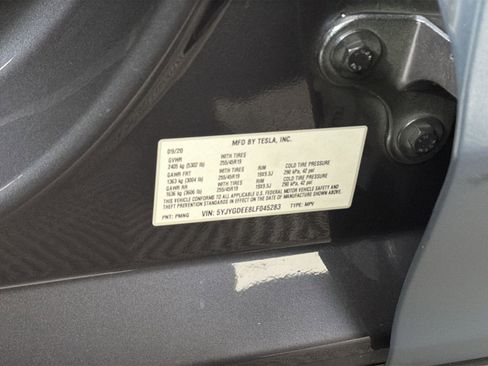 MFD BY TESLA, INC.
09/20
GVWR WITH TIRES
2405 kg (5302 lb) 255/45R19
GAWR FRT WITH TIRES RIM COLD TIRE PRESSURE
1363 kg (3004 lb) 255/45R19 19X9.5J 290 kPa, 42 psi
GAWR RR WITH TIRES RIM COLD TIRE PRESSURE
1636 kg (3606 lb) 255/45R19 19X9.5J 290 kPa, 42 psi
THIS VEHICLE CONFORMS TO ALL APPLICABLE U.S. FEDERAL MOTOR VEHICLE SAFETY AND
THEFT PREVENTION STANDARDS IN EFFECT ON THE DATE OF MANUFACTURE SHOWN ABOVE.
PNT: PMNG VIN: 5YJYGDEE8LF045283 TYPE: MPV